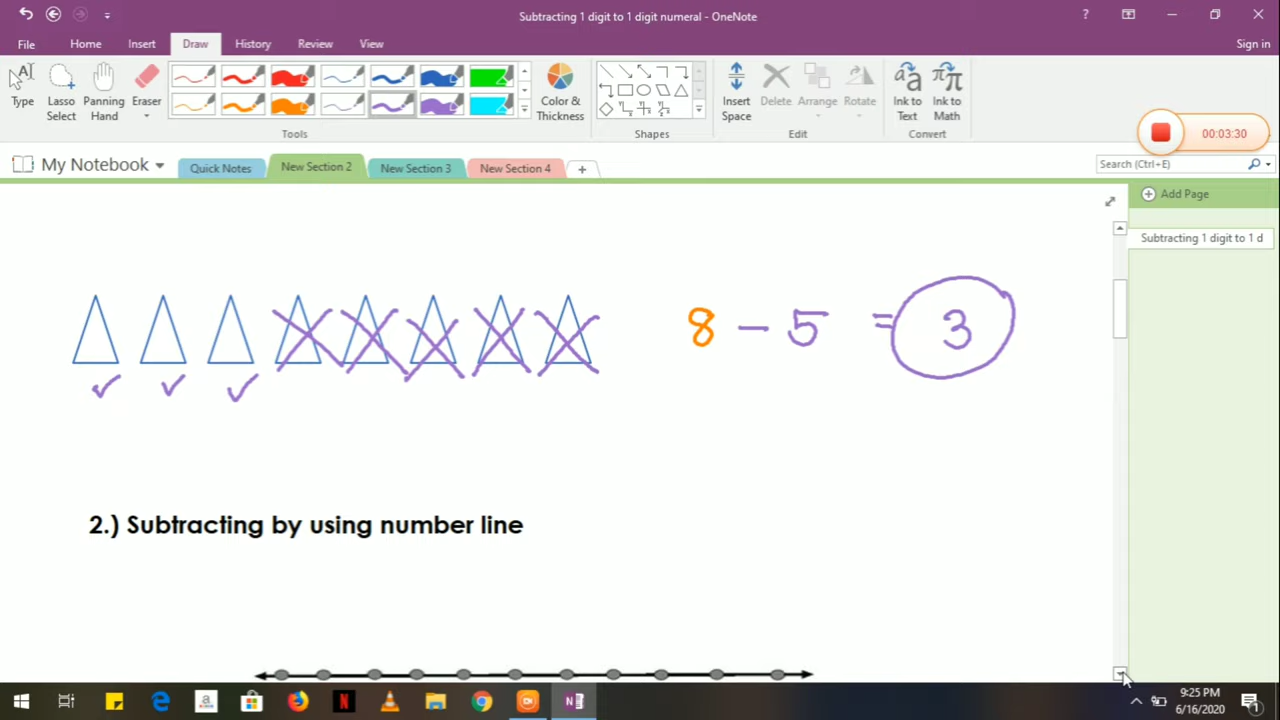 Subtracting 1 digit to 1 digit numeral - OneNote
File Home Insert Draw History Review View
Sign in
Type
Lasso Select
Panning Hand
Eraser
Color & Thickness
Insert Space
Delete
Arrange
Rotate
Ink to Text
Ink to Math
Tools
Shapes
Edit
Convert
00:03:30
My Notebook
Quick Notes
New Section 2
New Section 3
New Section 4
Search (Ctrl+E)
Add Page
Subtracting 1 digit to 1 d
8 - 5 = 3
2.) Subtracting by using number line
9:25 PM
6/16/2020